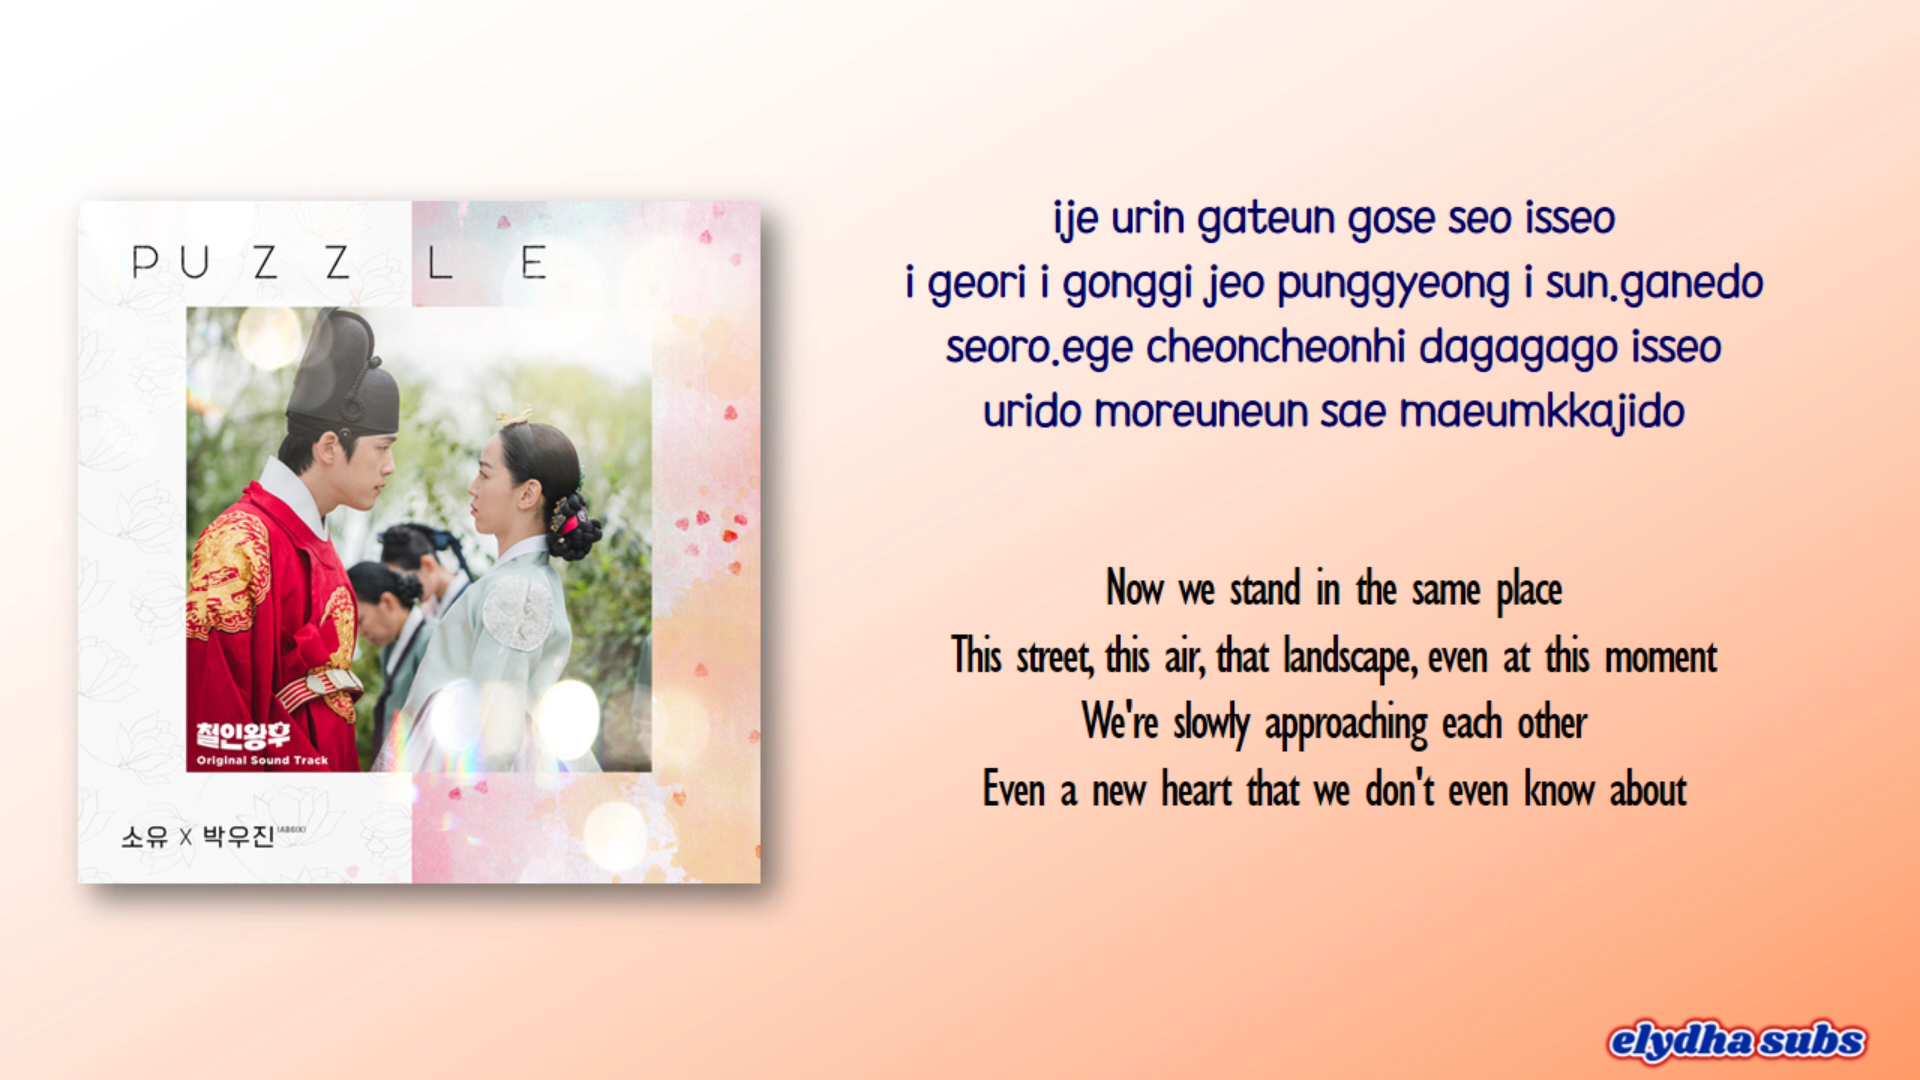 PUZZLE
철인왕후
Original Sound Track
소유 X 박우진 (AB6IX)
ije urin gateun gose seo isseo
i geori i gonggi jeo punggyeong i sun.ganedo
seoro.ege cheoncheonhi dagagago isseo
urido moreuneun sae maeumkkajido
Now we stand in the same place
This street, this air, that landscape, even at this moment
We're slowly approaching each other
Even a new heart that we don't even know about
elydha subs